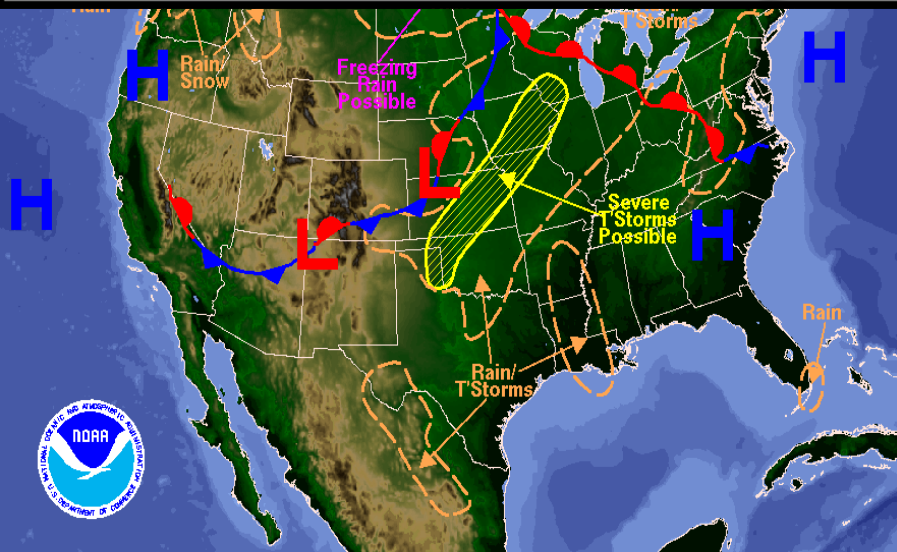 Rain
T'Storms
H
H
Rain/
Snow
Freezing
Rain
Possible
L
H
Severe
T'Storms
Possible
H
L
Rain
Rain/
T'Storms
NOAA
NATIONAL OCEANIC AND ATMOSPHERIC ADMINISTRATION
U.S. DEPARTMENT OF COMMERCE